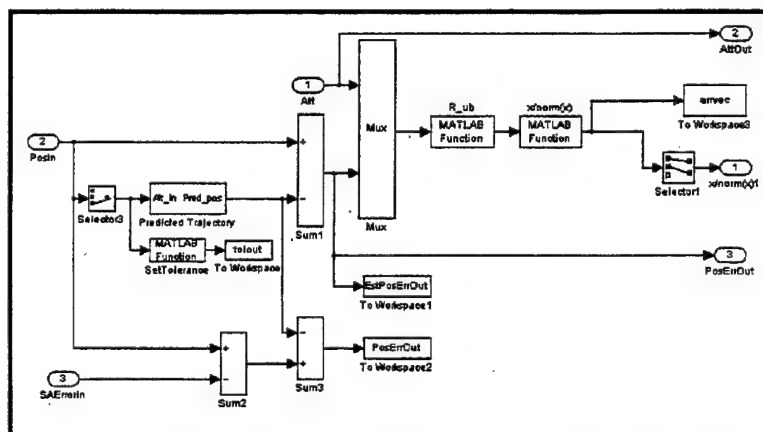 2
AttOut
1
Att
R_ub
x/norm(x)
Mux
MATLAB
Function
MATLAB
Function
errvec
To Workspace3
2
PosIn
+
-
Sum1
Mux
Selector1
1
x/norm(x)1
Selector3
Alt_In Pred_pos
Predicted Trajectory
MATLAB
Function
SetTolerance
tolout
To Workspace
3
PosErrOut
EstPosErrOut
To Workspace1
-
+
Sum3
PosErrOut
To Workspace2
3
SAErrorIn
+
-
Sum2